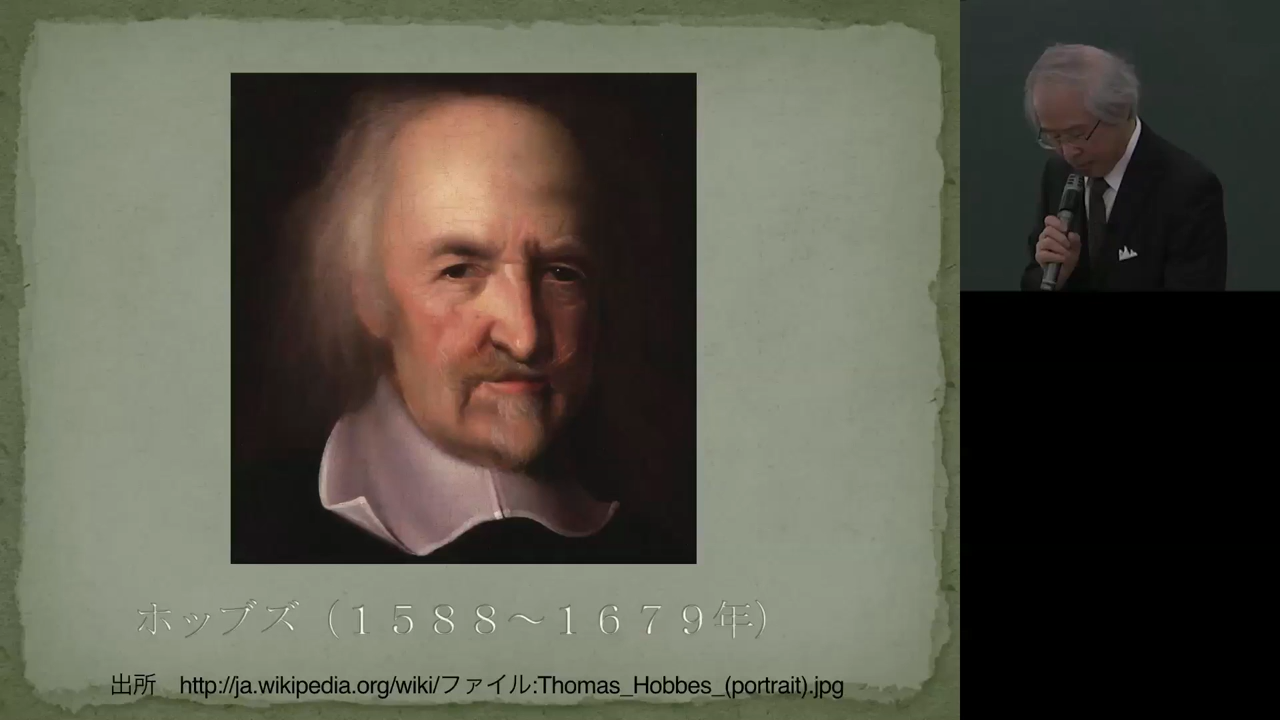 ホッブズ（１５８８〜１６７９年）
出所　http://ja.wikipedia.org/wiki/ファイル:Thomas_Hobbes_(portrait).jpg